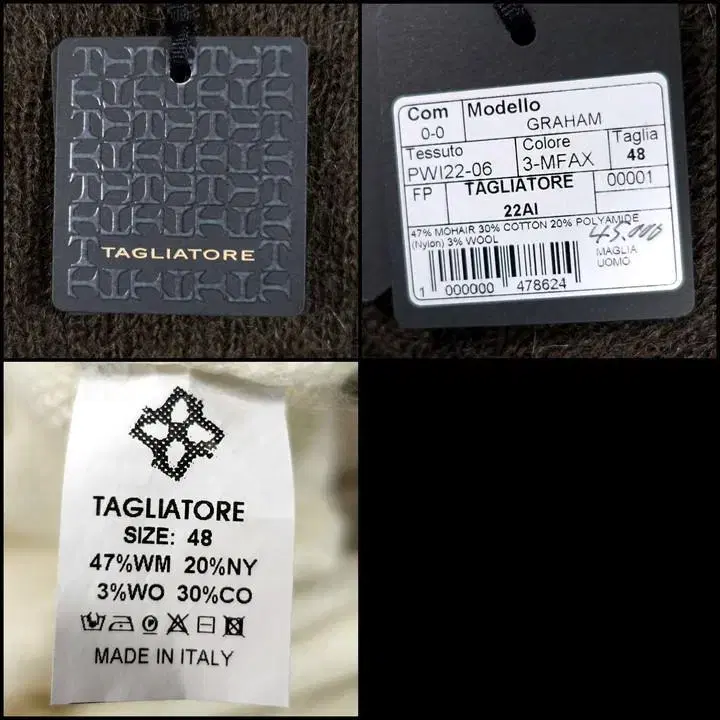 TAGLIATORE
Com Modello
0-0 GRAHAM
Tessuto Colore Taglia
PWI22-06 3-MFAX 48
FP TAGLIATORE 00001
22AI
47% MOHAIR 30% COTTON 20% POLYAMIDE
(Nylon) 3% WOOL
45.000
MAGLIA
UOMO
1 000000 478624
TAGLIATORE
SIZE: 48
47%WM 20%NY
3%WO 30%CO
MADE IN ITALY